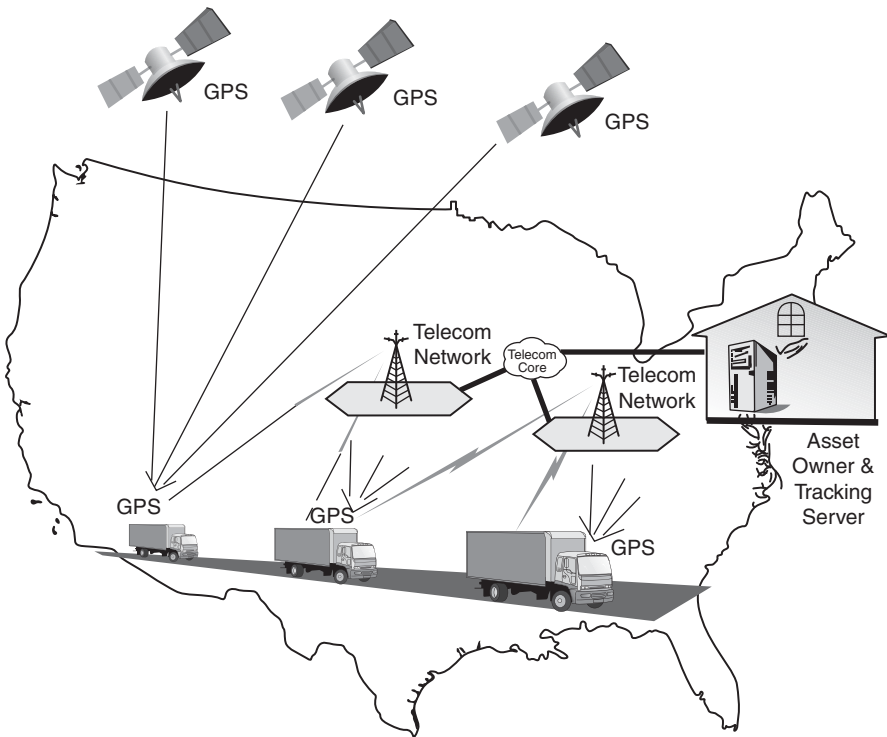 GPS
GPS
GPS
Telecom
Network
Telecom
Core
Telecom
Network
Asset
Owner &
Tracking
Server
GPS
GPS
GPS